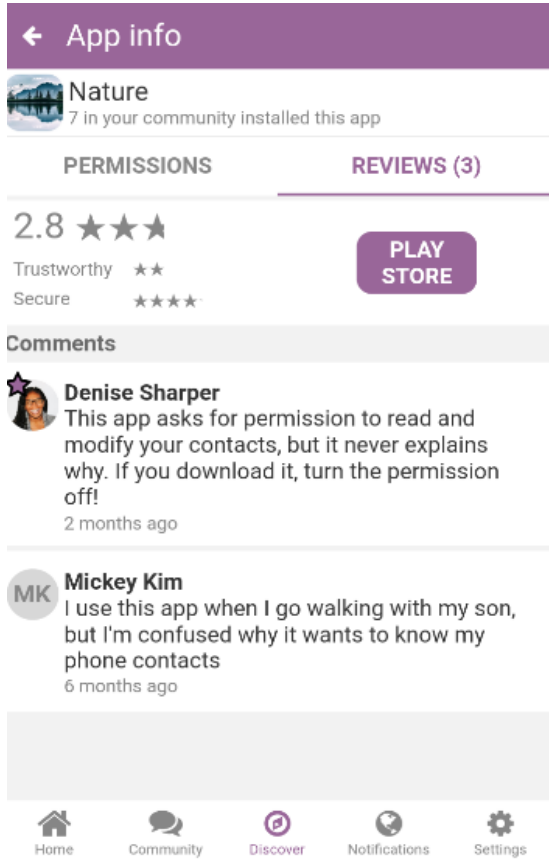 App info
Nature
7 in your community installed this app
PERMISSIONS
REVIEWS (3)
2.8
PLAY
STORE
Trustworthy
Secure
Comments
Denise Sharper
This app asks for permission to read and
modify your contacts, but it never explains
why. If you download it, turn the permission
off!
2 months ago
MK
Mickey Kim
I use this app when I go walking with my son,
but I'm confused why it wants to know my
phone contacts
6 months ago
Home
Community
Discover
Notifications
Settings